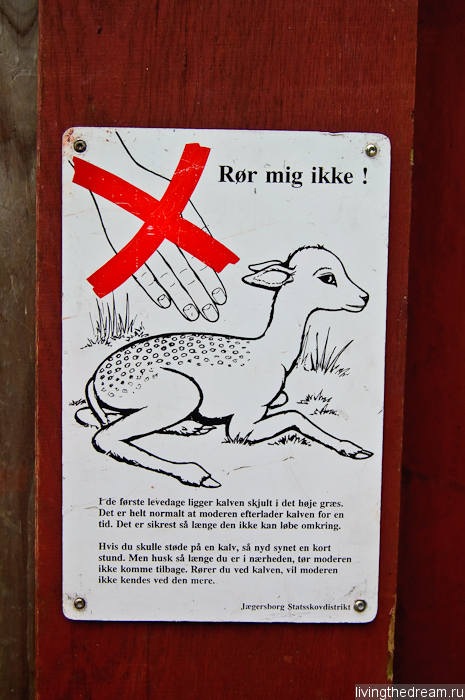 Rør mig ikke !
I de første levedage ligger kalven skjult i det høje græs.
Det er helt normalt at moderen efterlader kalven for en
tid. Det er sikrest så længe den ikke kan løbe omkring.
Hvis du skulle støde på en kalv, så nyd synet en kort
stund. Men husk så længe du er i nærheden, tør moderen
ikke komme tilbage. Rører du ved kalven, vil moderen
ikke kendes ved den mere.
Jægersborg Statsskovdistrikt
livingthedream.ru